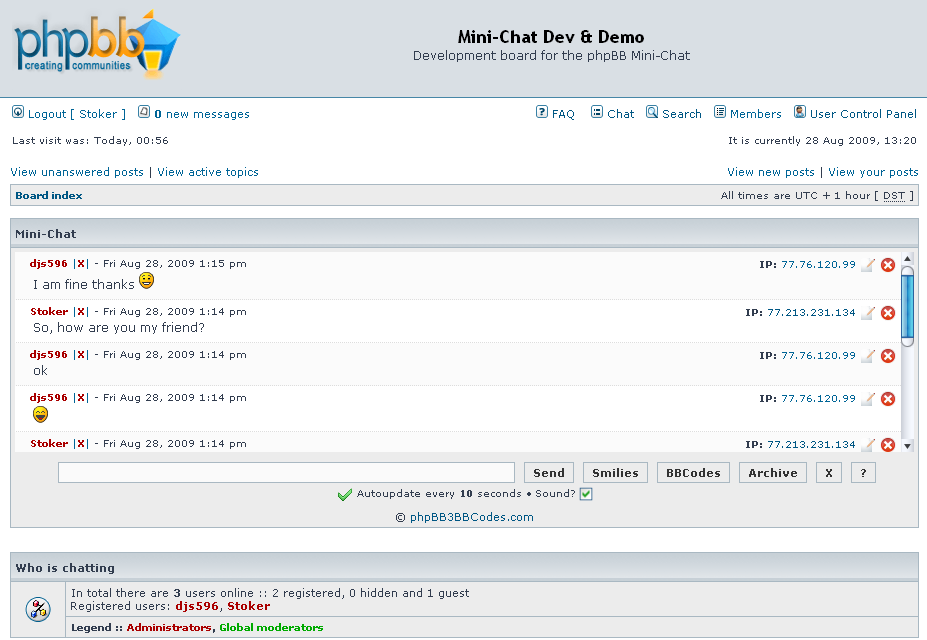 phpbb
creating communities
Mini-Chat Dev & Demo
Development board for the phpBB Mini-Chat
Logout [ Stoker ] 0 new messages FAQ Chat Search Members User Control Panel
Last visit was: Today, 00:56 It is currently 28 Aug 2009, 13:20
View unanswered posts | View active topics View new posts | View your posts
Board index All times are UTC + 1 hour [ DST ]
Mini-Chat
djs596 |X| - Fri Aug 28, 2009 1:15 pm IP: 77.76.120.99
I am fine thanks
Stoker |X| - Fri Aug 28, 2009 1:14 pm IP: 77.213.231.134
So, how are you my friend?
djs596 |X| - Fri Aug 28, 2009 1:14 pm IP: 77.76.120.99
ok
djs596 |X| - Fri Aug 28, 2009 1:14 pm IP: 77.76.120.99
Stoker |X| - Fri Aug 28, 2009 1:14 pm IP: 77.213.231.134
Send Smilies BBCodes Archive X ?
Autoupdate every 10 seconds • Sound?
© phpBB3BBCodes.com
Who is chatting
In total there are 3 users online :: 2 registered, 0 hidden and 1 guest
Registered users: djs596, Stoker
Legend :: Administrators, Global moderators